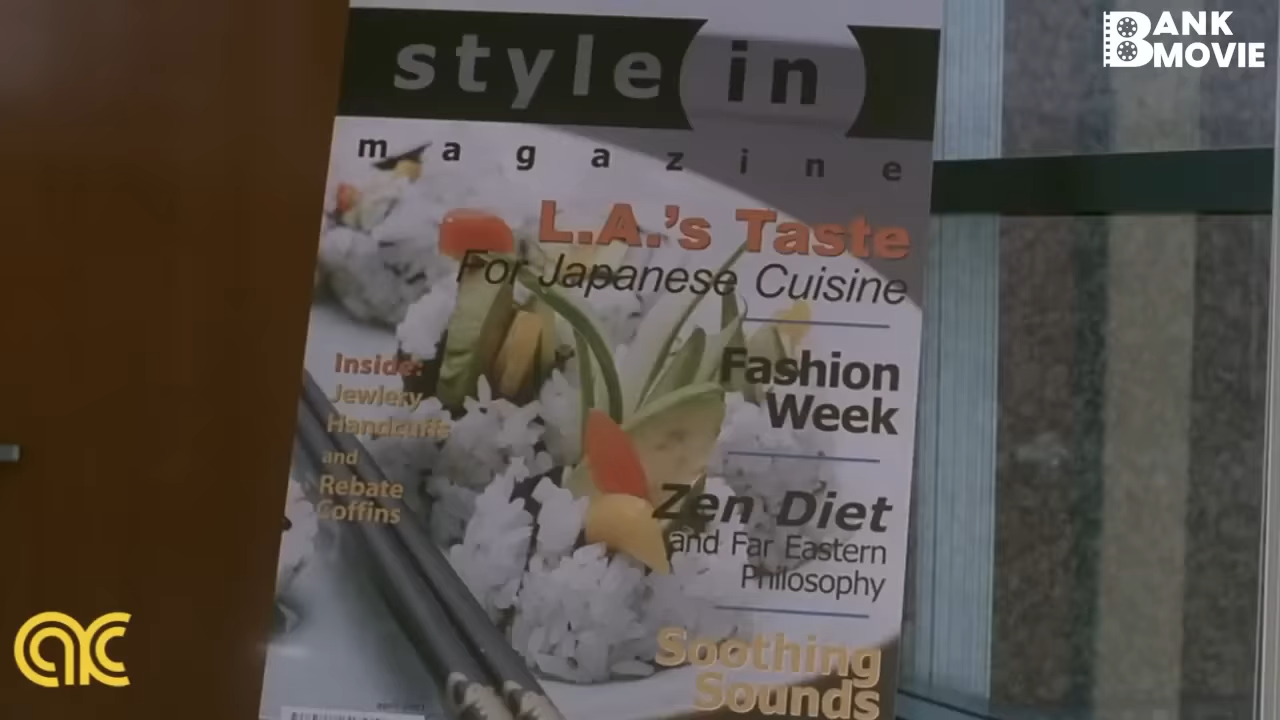 BANK
MOVIE
style in
magazine
L.A.'s Taste
For Japanese Cuisine
Fashion
Week
Inside:
Jewlery
Handcuffs
and
Rebate
Coffins
Zen Diet
and Far Eastern
Philosophy
Soothing
Sounds